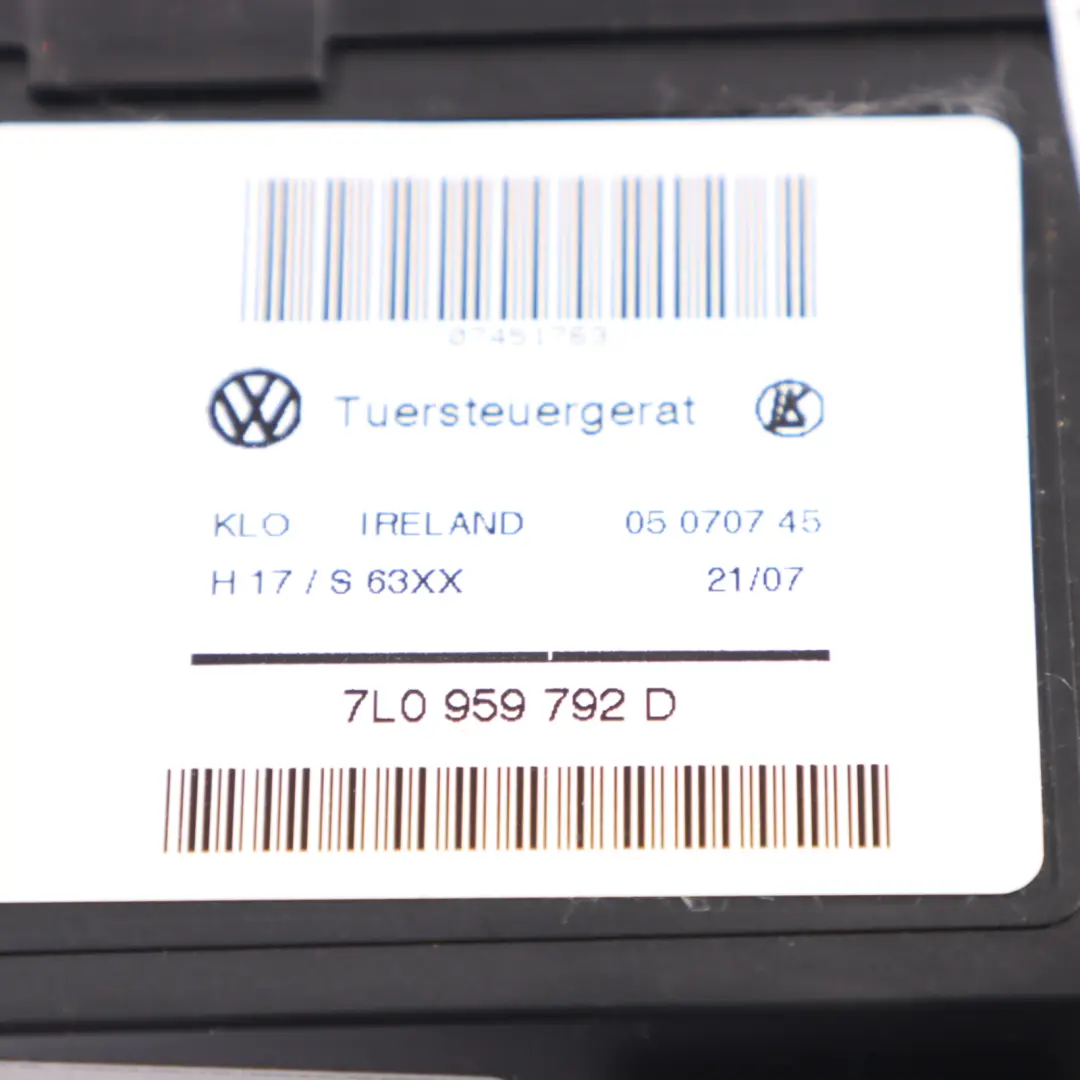 07451763
Tuersteuergerat
KLO IRELAND 05 0707 45
H 17 / S 63XX 21/07
7L0 959 792 D